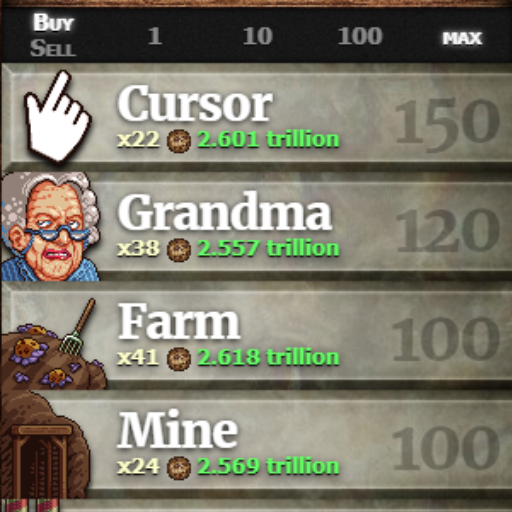 Buy 1 10 100 MAX
Sell
Cursor 150
x22 2.601 trillion
Grandma 120
x38 2.557 trillion
Farm 100
x41 2.618 trillion
Mine 100
x24 2.569 trillion